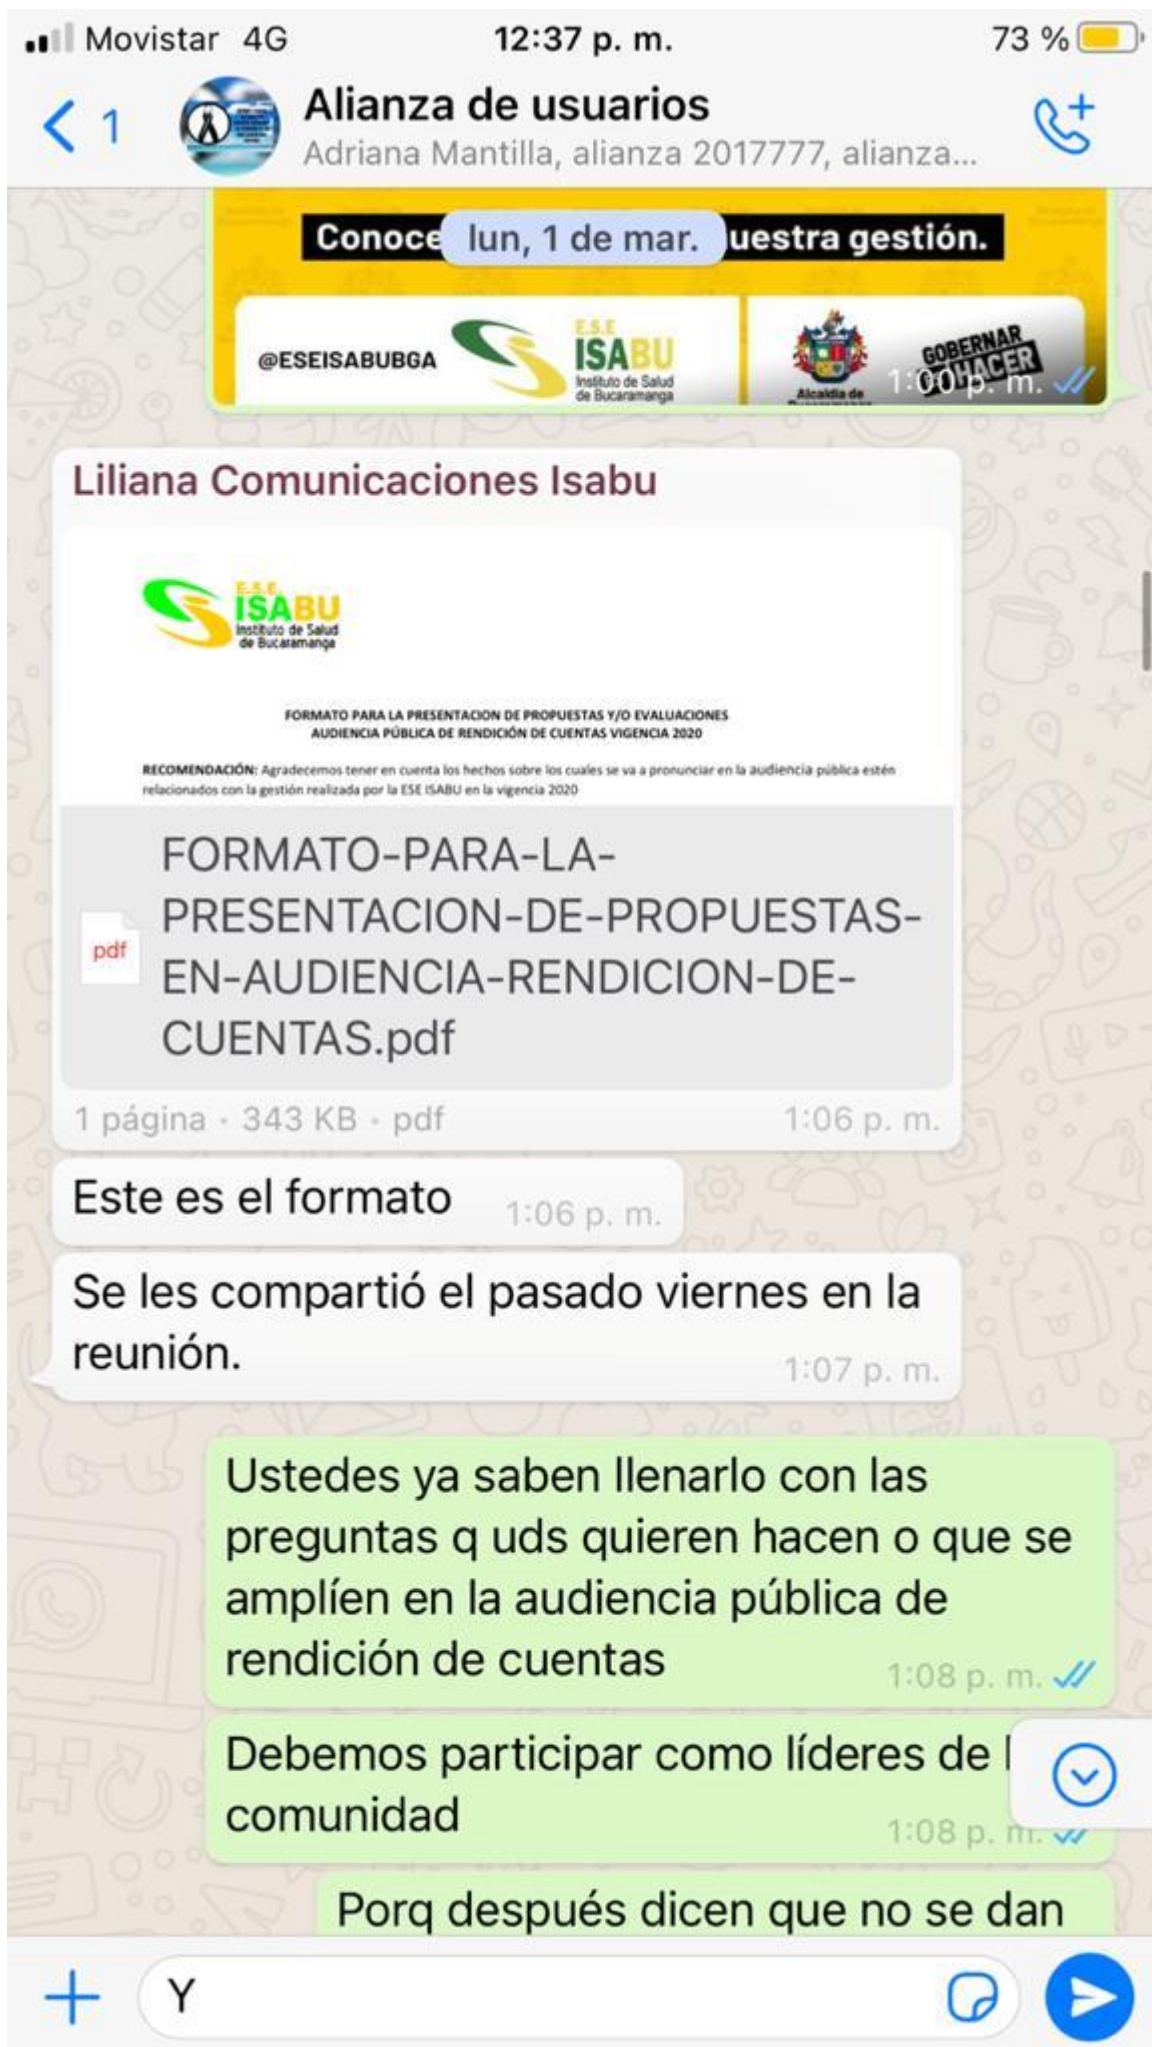 Movistar 4G 12:37 p. m. 73 %
1 Alianza de usuarios
Adriana Mantilla, alianza 2017777, alianza...
Conoce lun, 1 de mar. uestra gestión.
@ESEISABUBGA
E.S.E
ISABU
Instituto de Salud
de Bucaramanga
Alcaldía de
GOBERNAR
HACER
1:00 p. m.
Liliana Comunicaciones Isabu
E.S.E
ISABU
Instituto de Salud
de Bucaramanga
FORMATO PARA LA PRESENTACION DE PROPUESTAS Y/O EVALUACIONES
AUDIENCIA PÚBLICA DE RENDICIÓN DE CUENTAS VIGENCIA 2020
RECOMENDACIÓN: Agradecemos tener en cuenta los hechos sobre los cuales se va a pronunciar en la audiencia pública estén
relacionados con la gestión realizada por la ESE ISABU en la vigencia 2020
pdf
FORMATO-PARA-LA-
PRESENTACION-DE-PROPUESTAS-
EN-AUDIENCIA-RENDICION-DE-
CUENTAS.pdf
1 página · 343 KB · pdf 1:06 p. m.
Este es el formato 1:06 p. m.
Se les compartió el pasado viernes en la
reunión. 1:07 p. m.
Ustedes ya saben llenarlo con las
preguntas q uds quieren hacen o que se
amplíen en la audiencia pública de
rendición de cuentas 1:08 p. m.
Debemos participar como líderes de
comunidad 1:08 p. m.
Porq después dicen que no se dan
Y